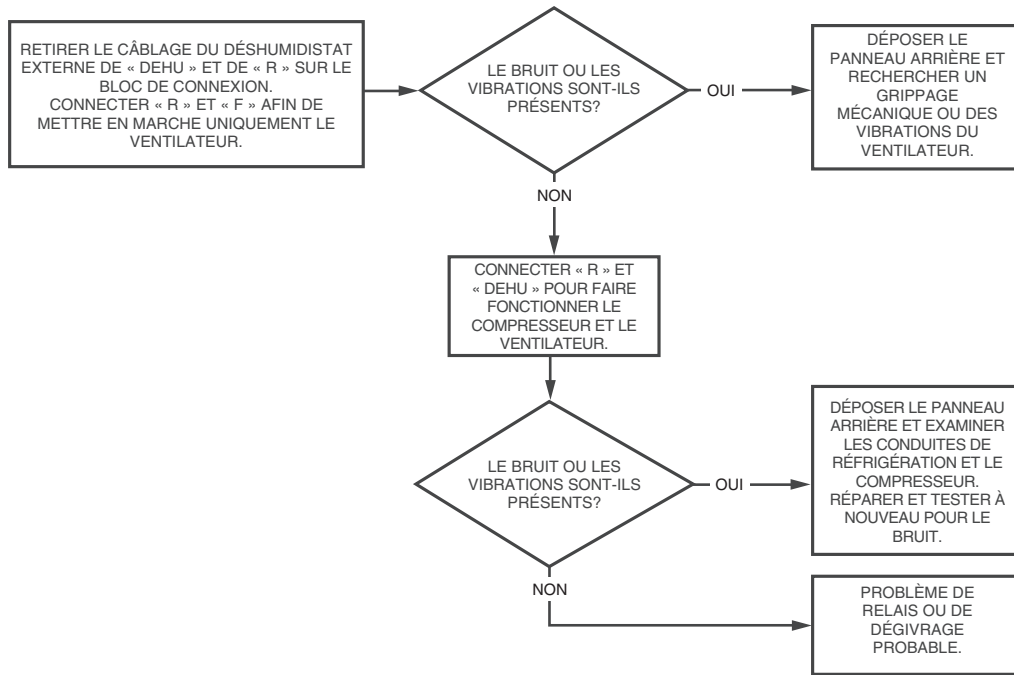 RETIRER LE CÂBLAGE DU DÉSHUMIDISTAT
EXTERNE DE « DEHU » ET DE « R » SUR LE
BLOC DE CONNEXION.
CONNECTER « R » ET « F » AFIN DE
METTRE EN MARCHE UNIQUEMENT LE
VENTILATEUR.
LE BRUIT OU LES
VIBRATIONS SONT-ILS
PRÉSENTS?
OUI
DÉPOSER LE
PANNEAU ARRIÈRE ET
RECHERCHER UN
GRIPPAGE
MÉCANIQUE OU DES
VIBRATIONS DU
VENTILATEUR.
NON
CONNECTER « R » ET
« DEHU » POUR FAIRE
FONCTIONNER LE
COMPRESSEUR ET LE
VENTILATEUR.
LE BRUIT OU LES
VIBRATIONS SONT-ILS
PRÉSENTS?
OUI
DÉPOSER LE PANNEAU
ARRIÈRE ET EXAMINER
LES CONDUITES DE
RÉFRIGÉRATION ET LE
COMPRESSEUR.
RÉPARER ET TESTER À
NOUVEAU POUR LE
BRUIT.
NON
PROBLÈME DE
RELAIS OU DE
DÉGIVRAGE
PROBABLE.